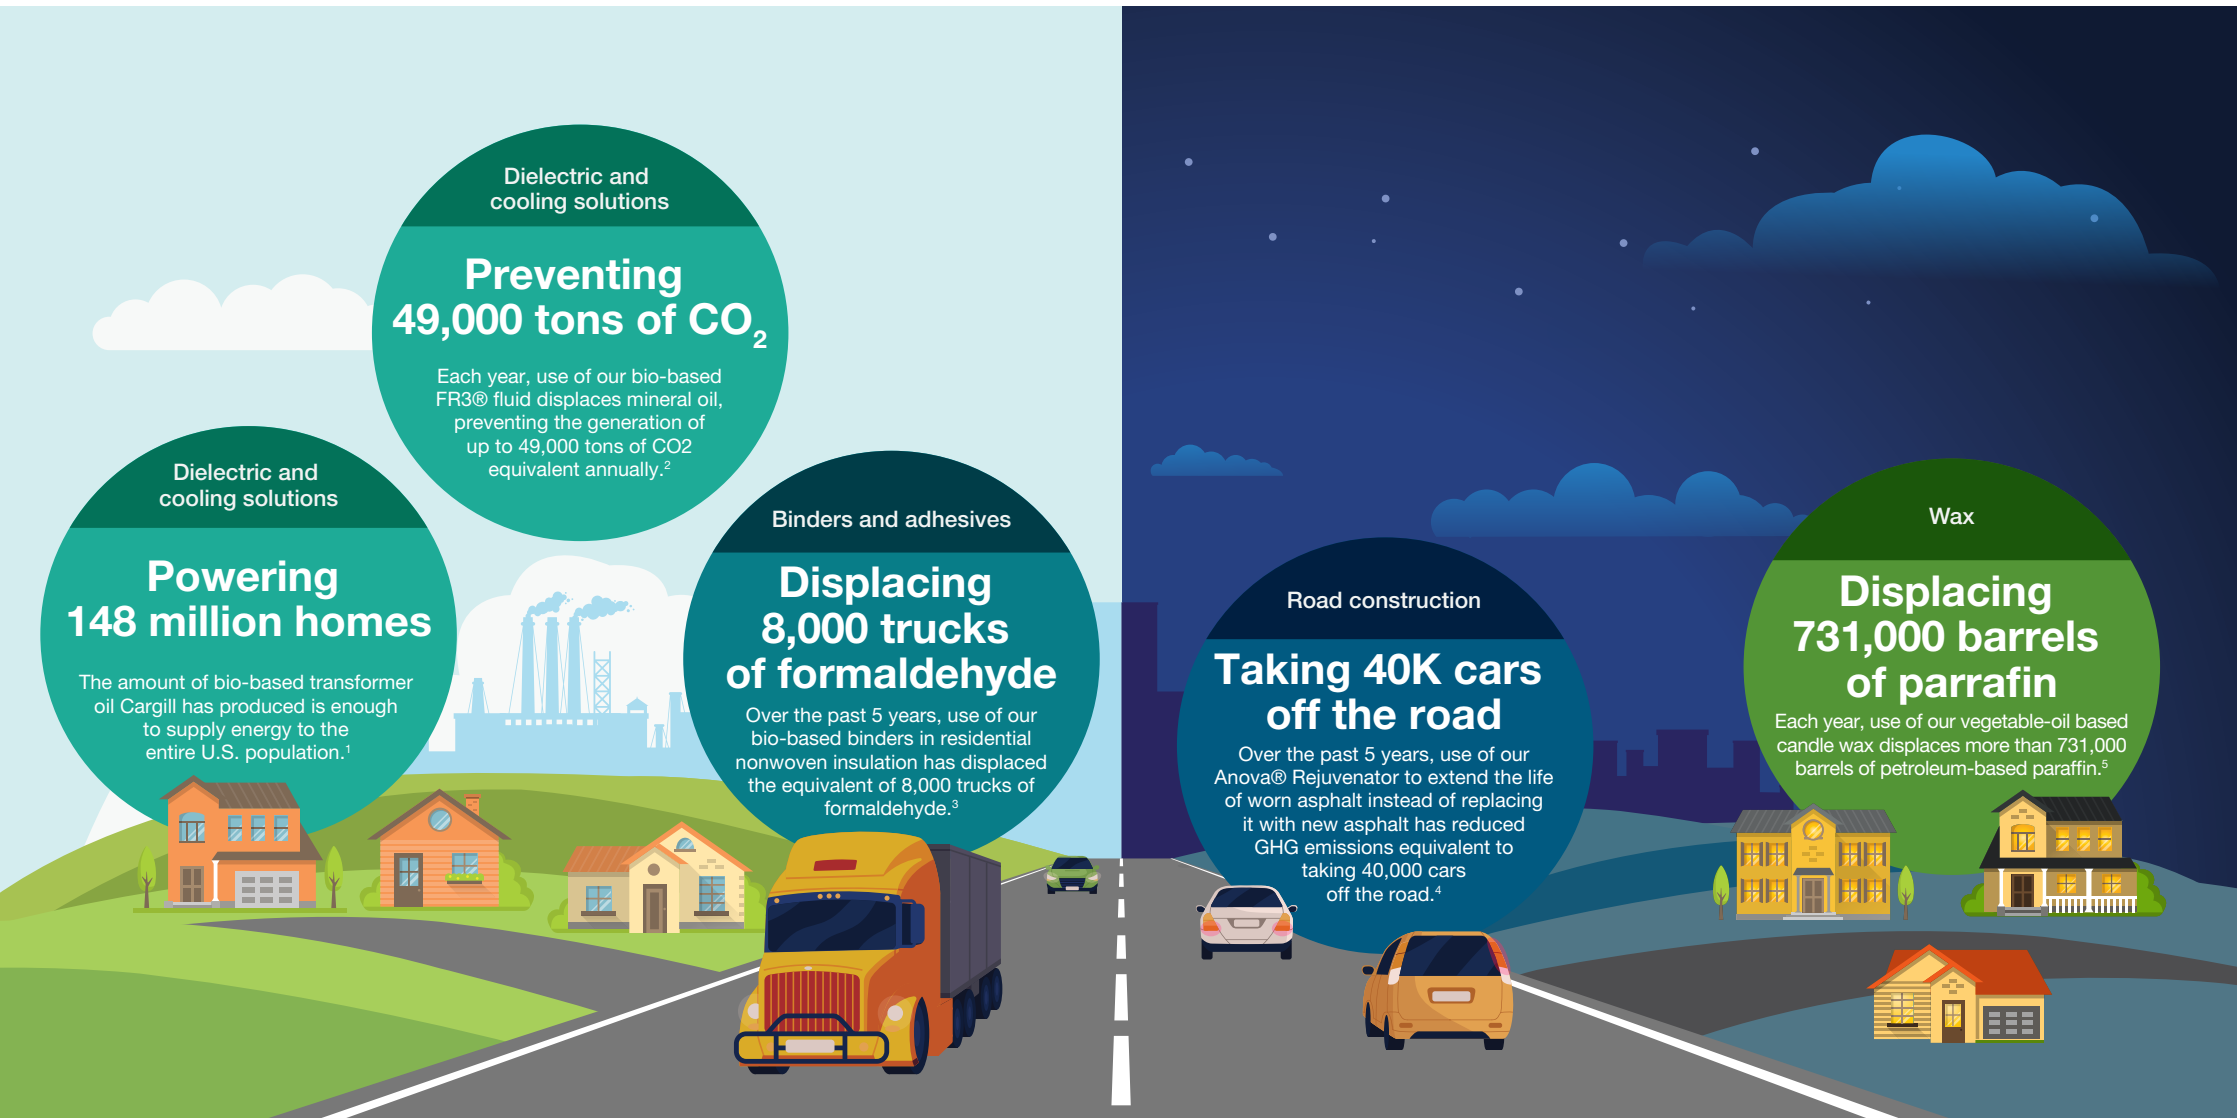 Dielectric and
cooling solutions
Preventing
49,000 tons of CO₂
Each year, use of our bio-based
FR3® fluid displaces mineral oil,
preventing the generation of
up to 49,000 tons of CO2
equivalent annually.²
Dielectric and
cooling solutions
Powering
148 million homes
The amount of bio-based transformer
oil Cargill has produced is enough
to supply energy to the
entire U.S. population.¹
Binders and adhesives
Displacing
8,000 trucks
of formaldehyde
Over the past 5 years, use of our
bio-based binders in residential
nonwoven insulation has displaced
the equivalent of 8,000 trucks of
formaldehyde.³
Road construction
Taking 40K cars
off the road
Over the past 5 years, use of our
Anova® Rejuvenator to extend the life
of worn asphalt instead of replacing
it with new asphalt has reduced
GHG emissions equivalent to
taking 40,000 cars
off the road.⁴
Wax
Displacing
731,000 barrels
of parrafin
Each year, use of our vegetable-oil based
candle wax displaces more than 731,000
barrels of petroleum-based paraffin.⁵